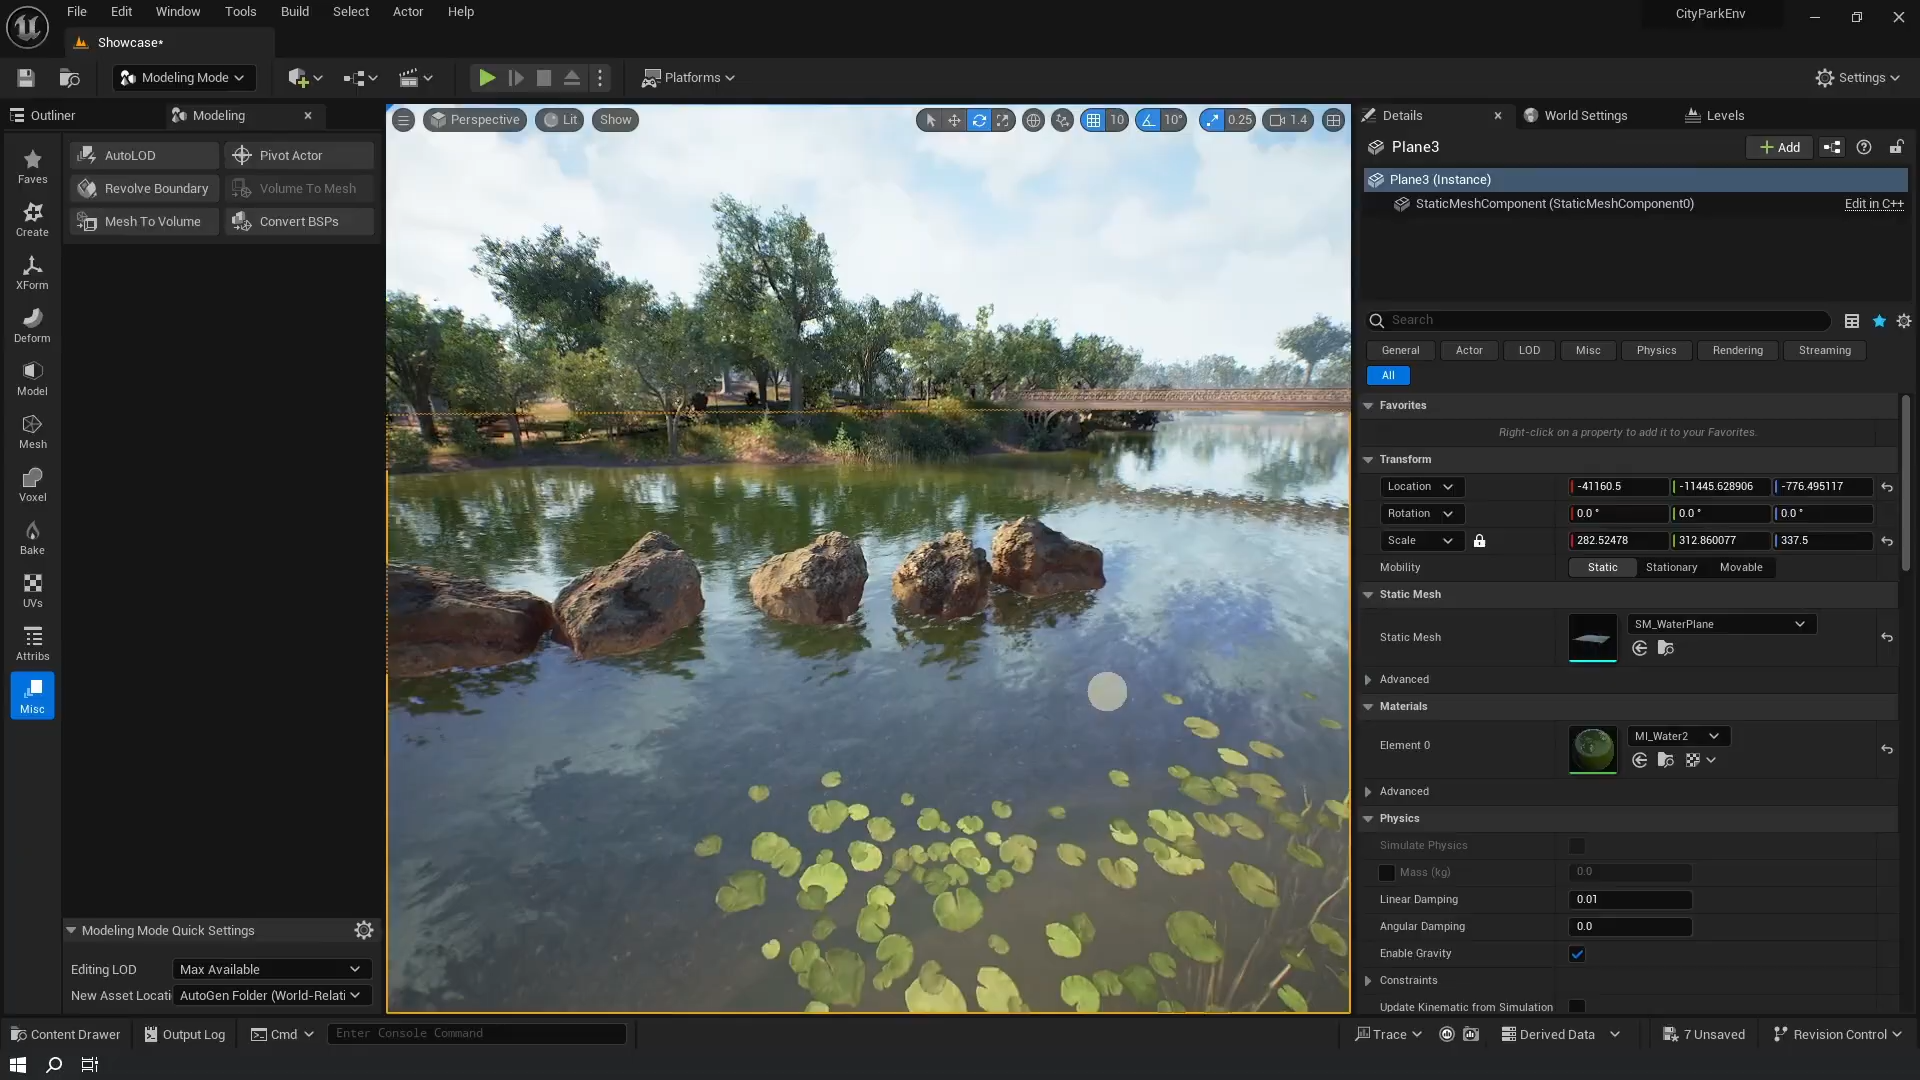 File Edit Window Tools Build Select Actor Help
CityParkEnv
Showcase*
Modeling Mode
Platforms
Settings
Outliner
Modeling
Perspective
Lit
Show
10
10°
0.25
1.4
Details
World Settings
Levels
Faves
Create
XForm
Deform
Model
Mesh
Voxel
Bake
UVs
Attribs
Misc
AutoLOD
Pivot Actor
Revolve Boundary
Volume To Mesh
Mesh To Volume
Convert BSPs
Modeling Mode Quick Settings
Editing LOD
Max Available
New Asset Locati
AutoGen Folder (World-Relati
Plane3
Add
Plane3 (Instance)
StaticMeshComponent (StaticMeshComponent0)
Edit in C++
Search
General Actor LOD Misc Physics Rendering Streaming
All
Favorites
Right-click on a property to add it to your Favorites.
Transform
Location -41160.5 -11445.628906 -776.495117
Rotation 0.0 ° 0.0 ° 0.0 °
Scale 282.52478 312.860077 337.5
Mobility Static Stationary Movable
Static Mesh
Static Mesh SM_WaterPlane
Advanced
Materials
Element 0 MI_Water2
Advanced
Physics
Simulate Physics
Mass (kg) 0.0
Linear Damping 0.01
Angular Damping 0.0
Enable Gravity
Constraints
Update Kinematic from Simulation
Content Drawer
Output Log
Cmd
Enter Console Command
Trace
Derived Data
7 Unsaved
Revision Control